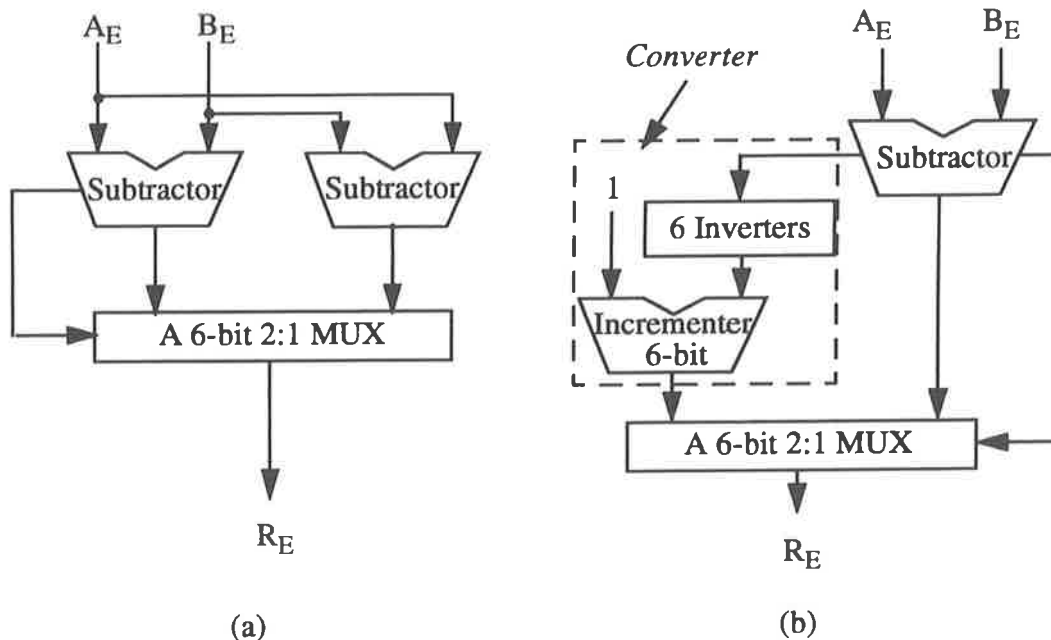 A_E
B_E
Subtractor
Subtractor
A 6-bit 2:1 MUX
R_E
(a)
A_E
B_E
Converter
Subtractor
1
6 Inverters
Incrementer
6-bit
A 6-bit 2:1 MUX
R_E
(b)